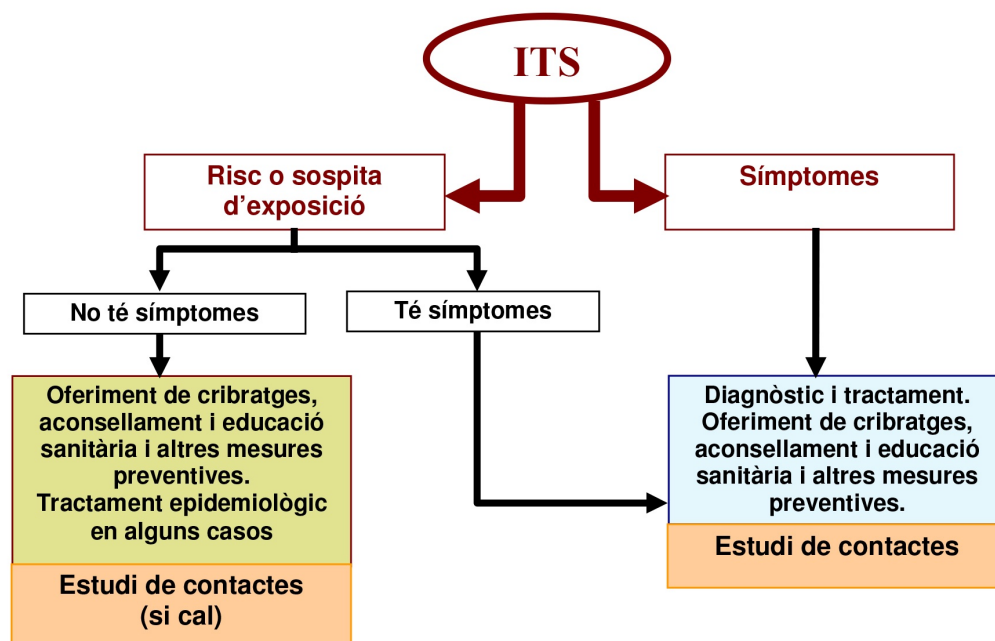 ITS
Risc o sospita
d’exposició
Símptomes
No té símptomes
Té símptomes
Oferiment de cribratges,
aconsellament i educació
sanitària i altres mesures
preventives.
Tractament epidemiològic
en alguns casos
Estudi de contactes
(si cal)
Diagnòstic i tractament.
Oferiment de cribratges,
aconsellament i educació
sanitària i altres mesures
preventives.
Estudi de contactes